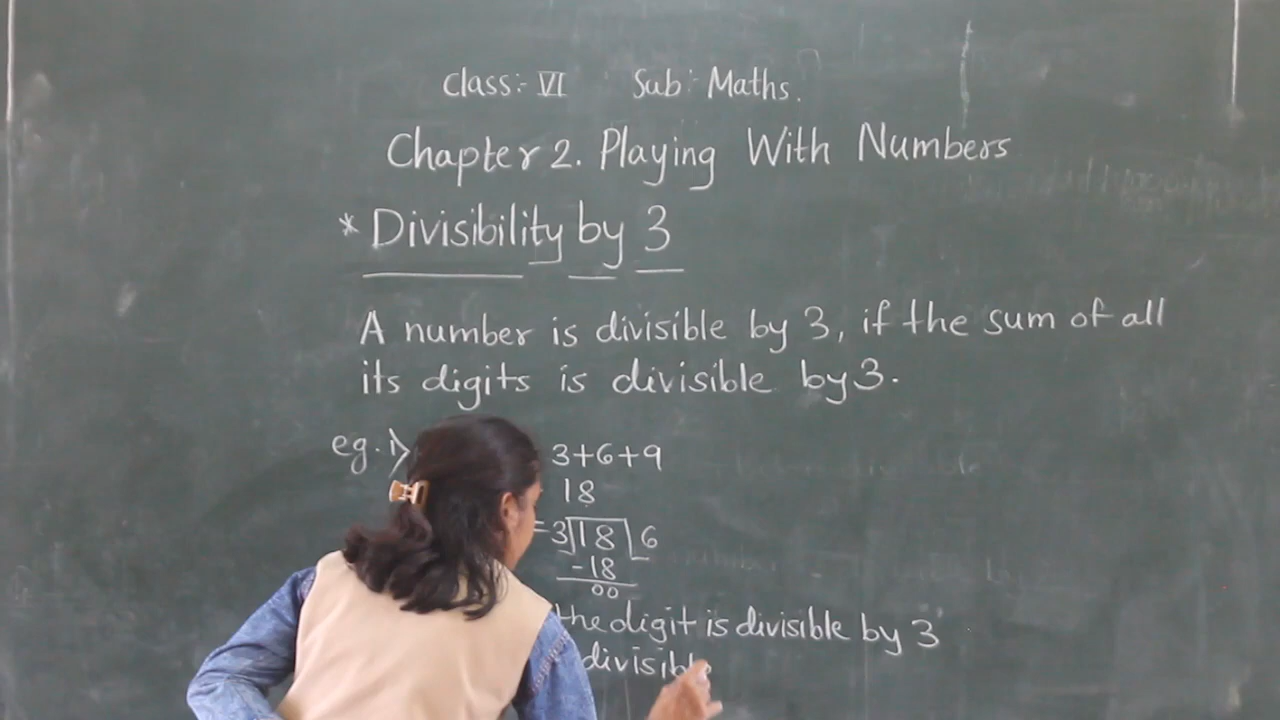 Class:- VI Sub:- Maths.
Chapter 2. Playing With Numbers
* Divisibility by 3
A number is divisible by 3, if the sum of all
its digits is divisible by 3.
eg. i> 3+6+9
18
=3)18(6
-18
00
the digit is divisible by 3
divisible